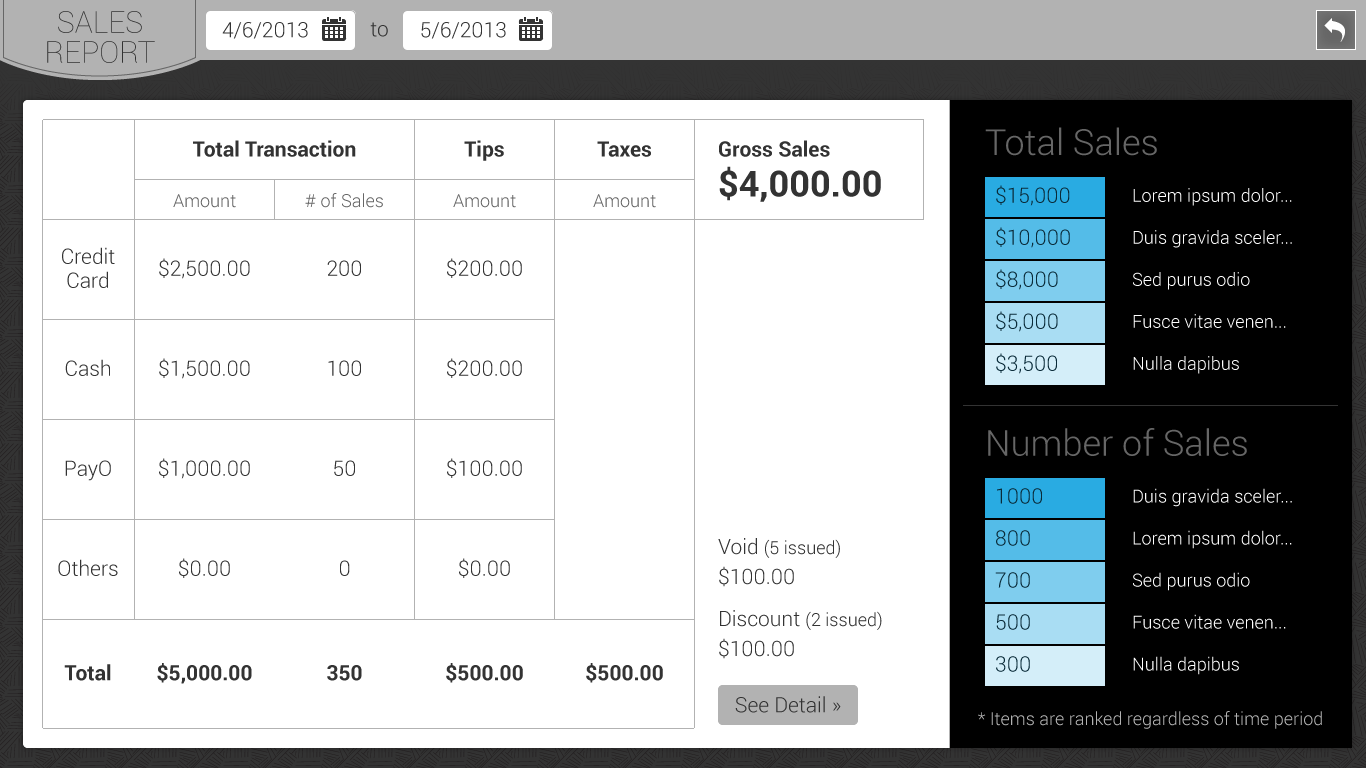 SALES
REPORT
4/6/2013 to 5/6/2013
Total Transaction Tips Taxes
Amount # of Sales Amount Amount
Gross Sales
$4,000.00
Credit
Card
$2,500.00 200 $200.00
Cash $1,500.00 100 $200.00
PayO $1,000.00 50 $100.00
Others $0.00 0 $0.00
Total $5,000.00 350 $500.00 $500.00
Void (5 issued)
$100.00
Discount (2 issued)
$100.00
See Detail »
Total Sales
$15,000 Lorem ipsum dolor...
$10,000 Duis gravida sceler...
$8,000 Sed purus odio
$5,000 Fusce vitae venen...
$3,500 Nulla dapibus
Number of Sales
1000 Duis gravida sceler...
800 Lorem ipsum dolor...
700 Sed purus odio
500 Fusce vitae venen...
300 Nulla dapibus
* Items are ranked regardless of time period